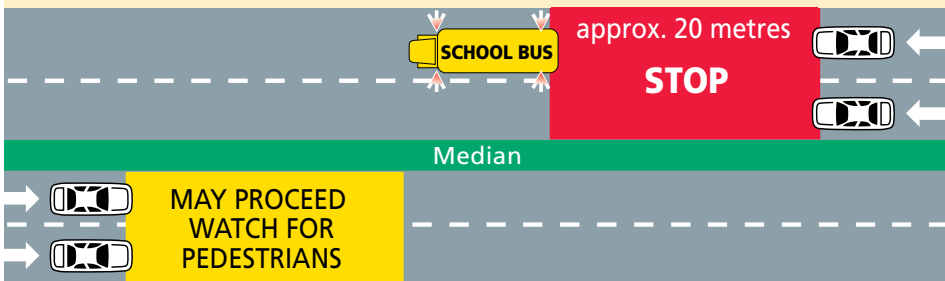 SCHOOL BUS
approx. 20 metres
STOP
Median
MAY PROCEED
WATCH FOR
PEDESTRIANS